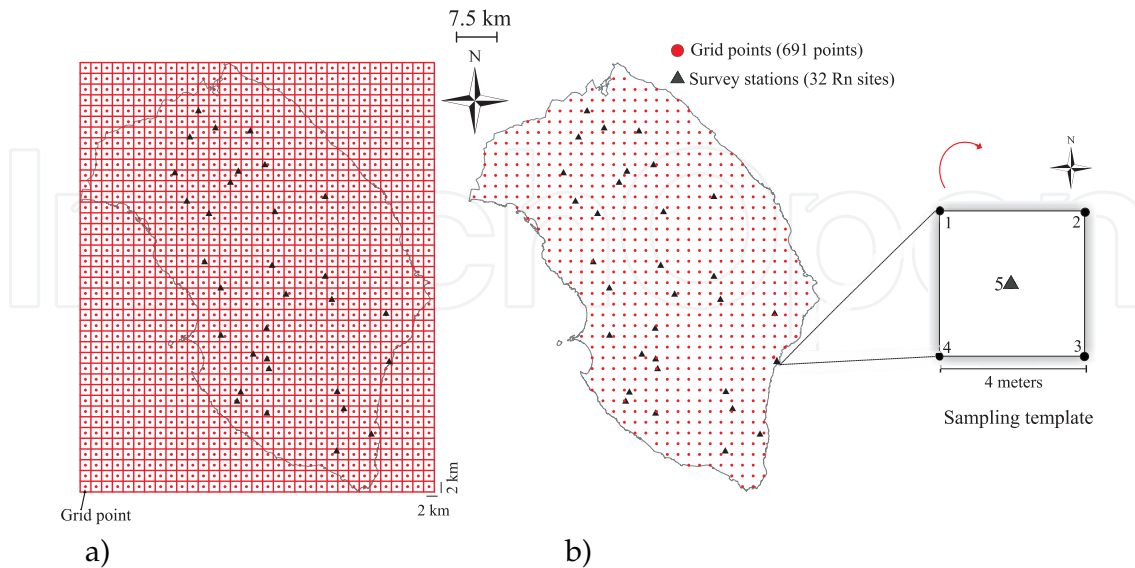 7.5 km
N
Grid points (691 points)
Survey stations (32 Rn sites)
N
1
2
5
4
3
4 meters
Sampling template
2 km
2 km
Grid point
a)
b)
IntechOpen